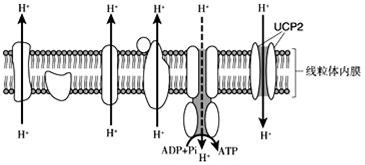 H⁺ H⁺ H⁺ H⁺ H⁺
UCP2
线粒体内膜
H⁺ H⁺ H⁺ H⁺
ADP+Pi ATP
H⁺